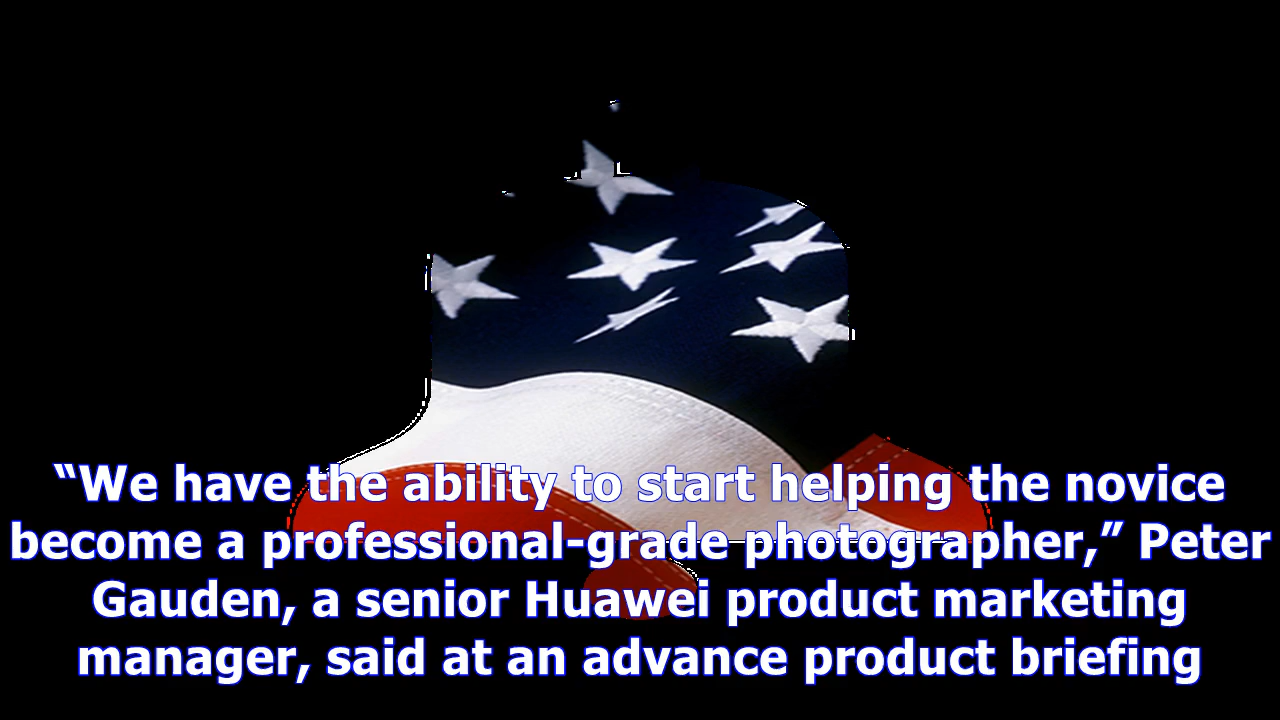 “We have the ability to start helping the novice
become a professional-grade photographer,” Peter
Gauden, a senior Huawei product marketing
manager, said at an advance product briefing